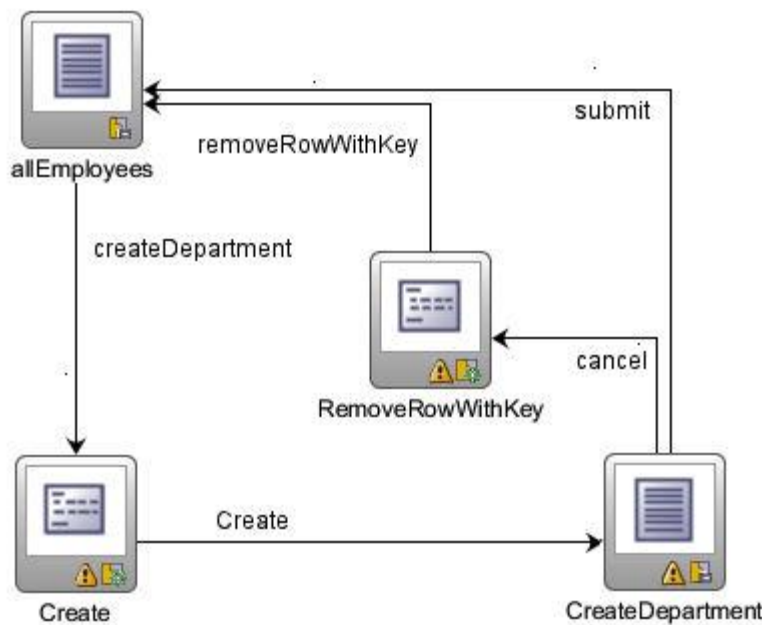 submit
removeRowWithKey
allEmployees
createDepartment
cancel
RemoveRowWithKey
Create
Create
CreateDepartment